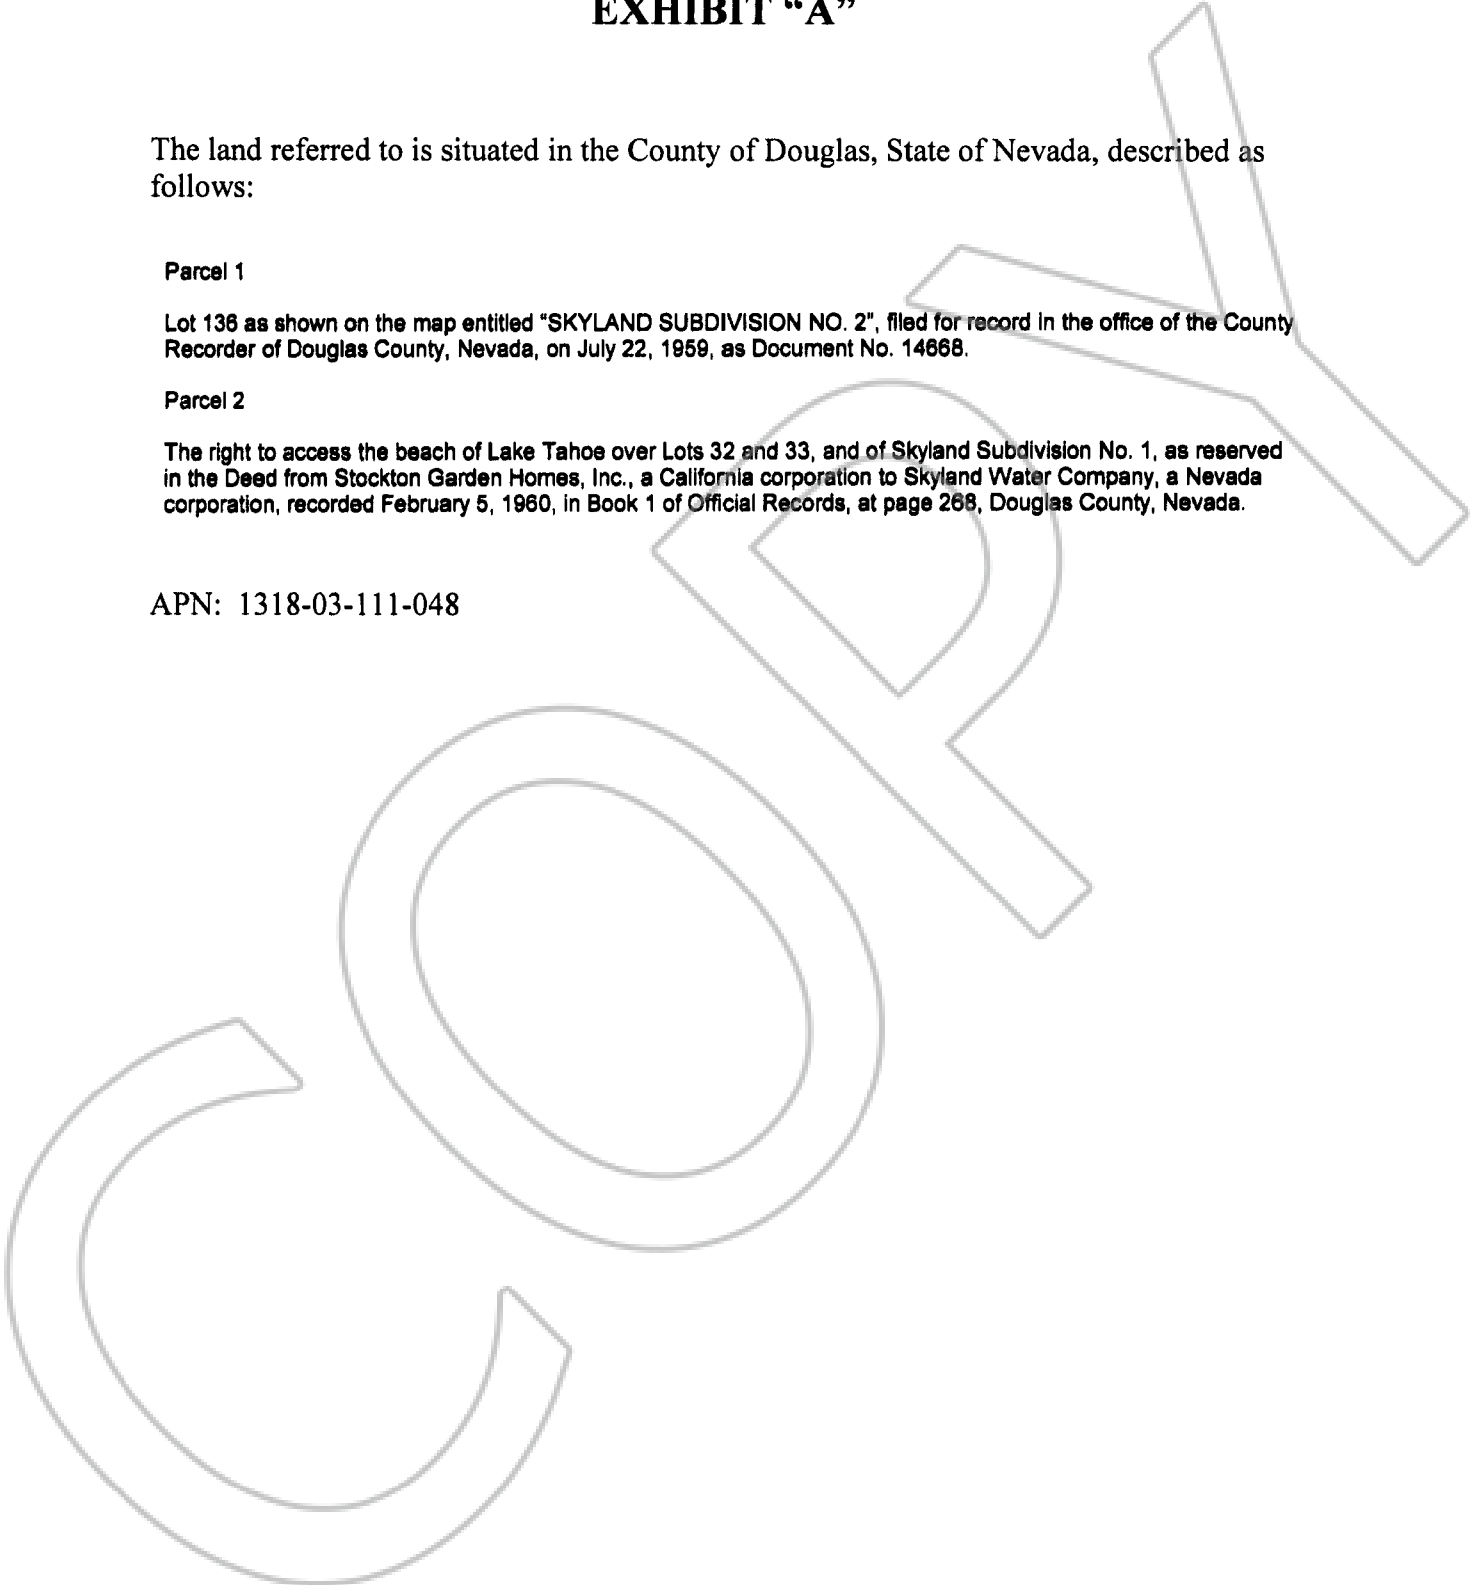 EXHIBIT “A”
The land referred to is situated in the County of Douglas, State of Nevada, described as
follows:
Parcel 1
Lot 136 as shown on the map entitled "SKYLAND SUBDIVISION NO. 2", filed for record in the office of the County
Recorder of Douglas County, Nevada, on July 22, 1959, as Document No. 14668.
Parcel 2
The right to access the beach of Lake Tahoe over Lots 32 and 33, and of Skyland Subdivision No. 1, as reserved
in the Deed from Stockton Garden Homes, Inc., a California corporation to Skyland Water Company, a Nevada
corporation, recorded February 5, 1960, in Book 1 of Official Records, at page 268, Douglas County, Nevada.
APN: 1318-03-111-048
COPY